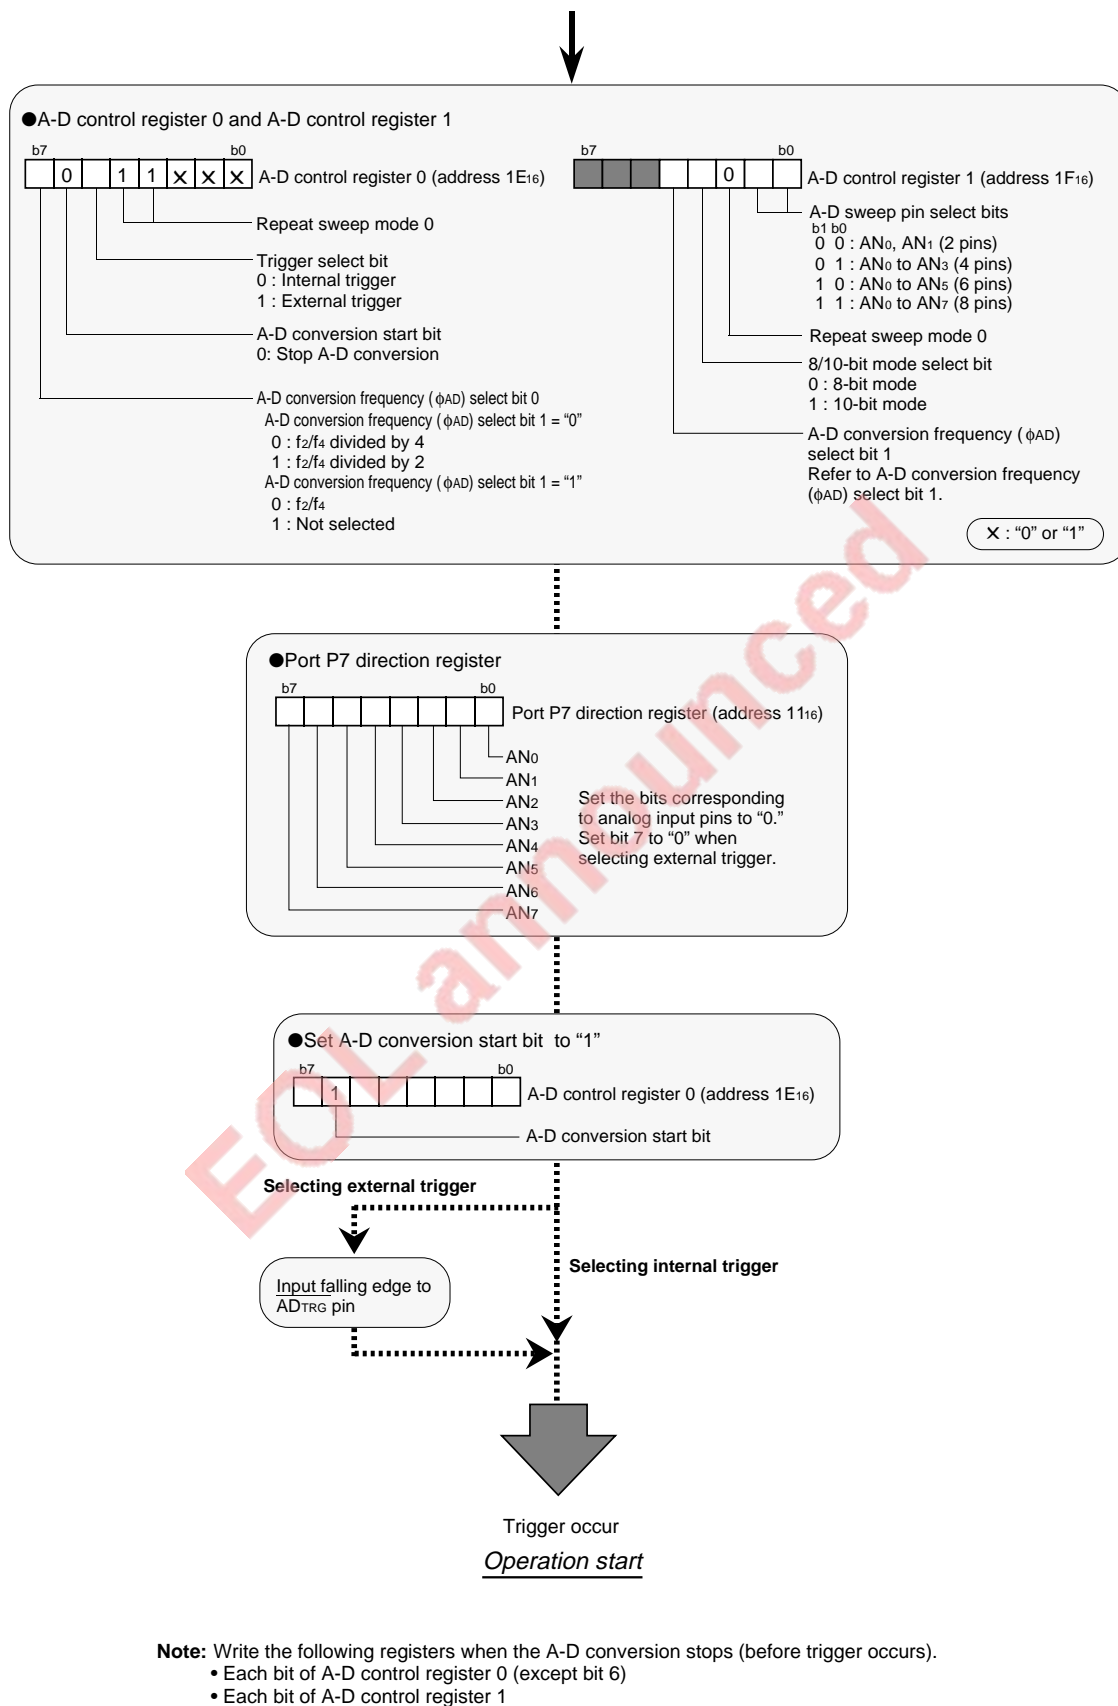 ●A-D control register 0 and A-D control register 1
b7 b0
0 1 1 × × × A-D control register 0 (address 1E16)
Repeat sweep mode 0
Trigger select bit
0 : Internal trigger
1 : External trigger
A-D conversion start bit
0: Stop A-D conversion
A-D conversion frequency (ϕAD) select bit 0
A-D conversion frequency (ϕAD) select bit 1 = “0”
0 : f2/f4 divided by 4
1 : f2/f4 divided by 2
A-D conversion frequency (ϕAD) select bit 1 = “1”
0 : f2/f4
1 : Not selected
b7 b0
0 A-D control register 1 (address 1F16)
A-D sweep pin select bits
b1 b0
0 0 : AN0, AN1 (2 pins)
0 1 : AN0 to AN3 (4 pins)
1 0 : AN0 to AN5 (6 pins)
1 1 : AN0 to AN7 (8 pins)
Repeat sweep mode 0
8/10-bit mode select bit
0 : 8-bit mode
1 : 10-bit mode
A-D conversion frequency (ϕAD)
select bit 1
Refer to A-D conversion frequency
(ϕAD) select bit 1.
× : “0” or “1”
●Port P7 direction register
b7 b0
Port P7 direction register (address 1116)
AN0
AN1
AN2
AN3
AN4
AN5
AN6
AN7
Set the bits corresponding
to analog input pins to “0.”
Set bit 7 to “0” when
selecting external trigger.
●Set A-D conversion start bit to “1”
b7 b0
1 A-D control register 0 (address 1E16)
A-D conversion start bit
Selecting external trigger
Input falling edge to
ADTRG pin
Selecting internal trigger
Trigger occur
Operation start
Note: Write the following registers when the A-D conversion stops (before trigger occurs).
• Each bit of A-D control register 0 (except bit 6)
• Each bit of A-D control register 1
EOL announced